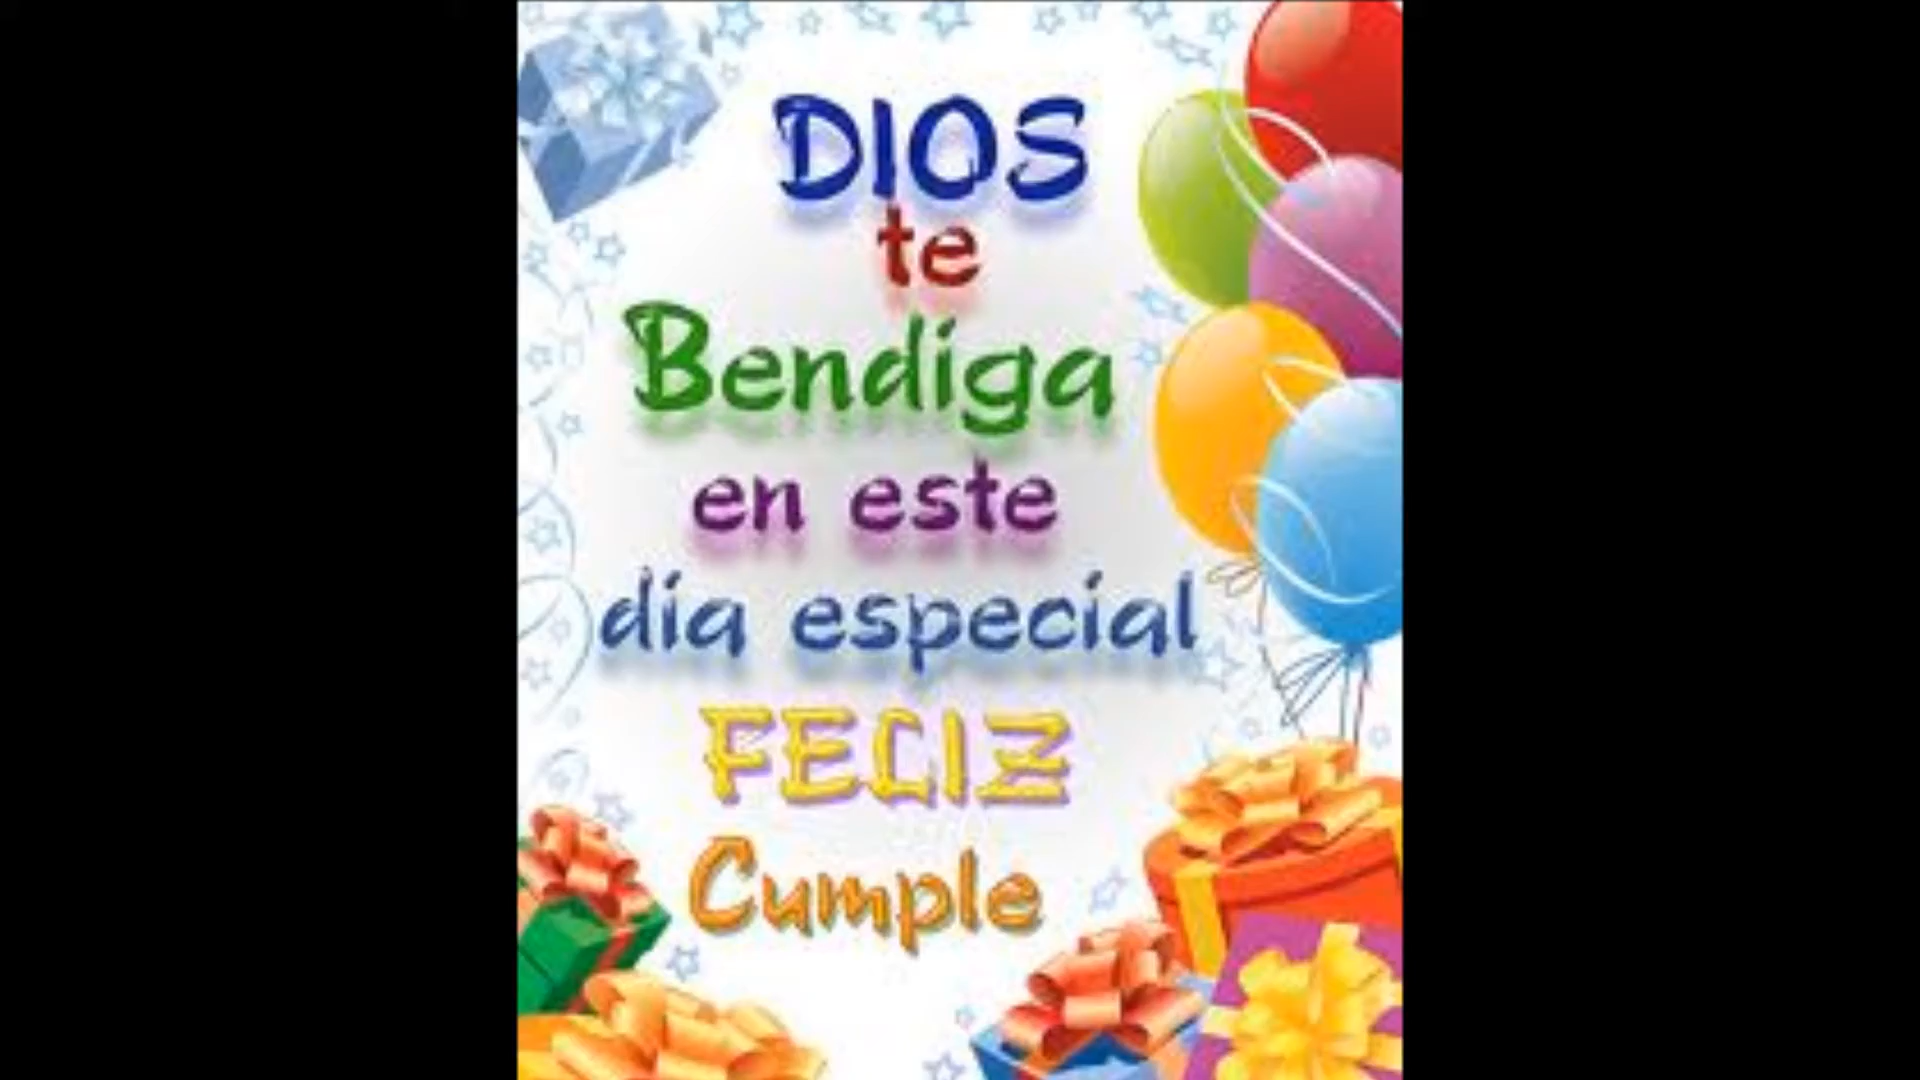 DIOS
te
Bendiga
en este
día especial
FELIZ
Cumple